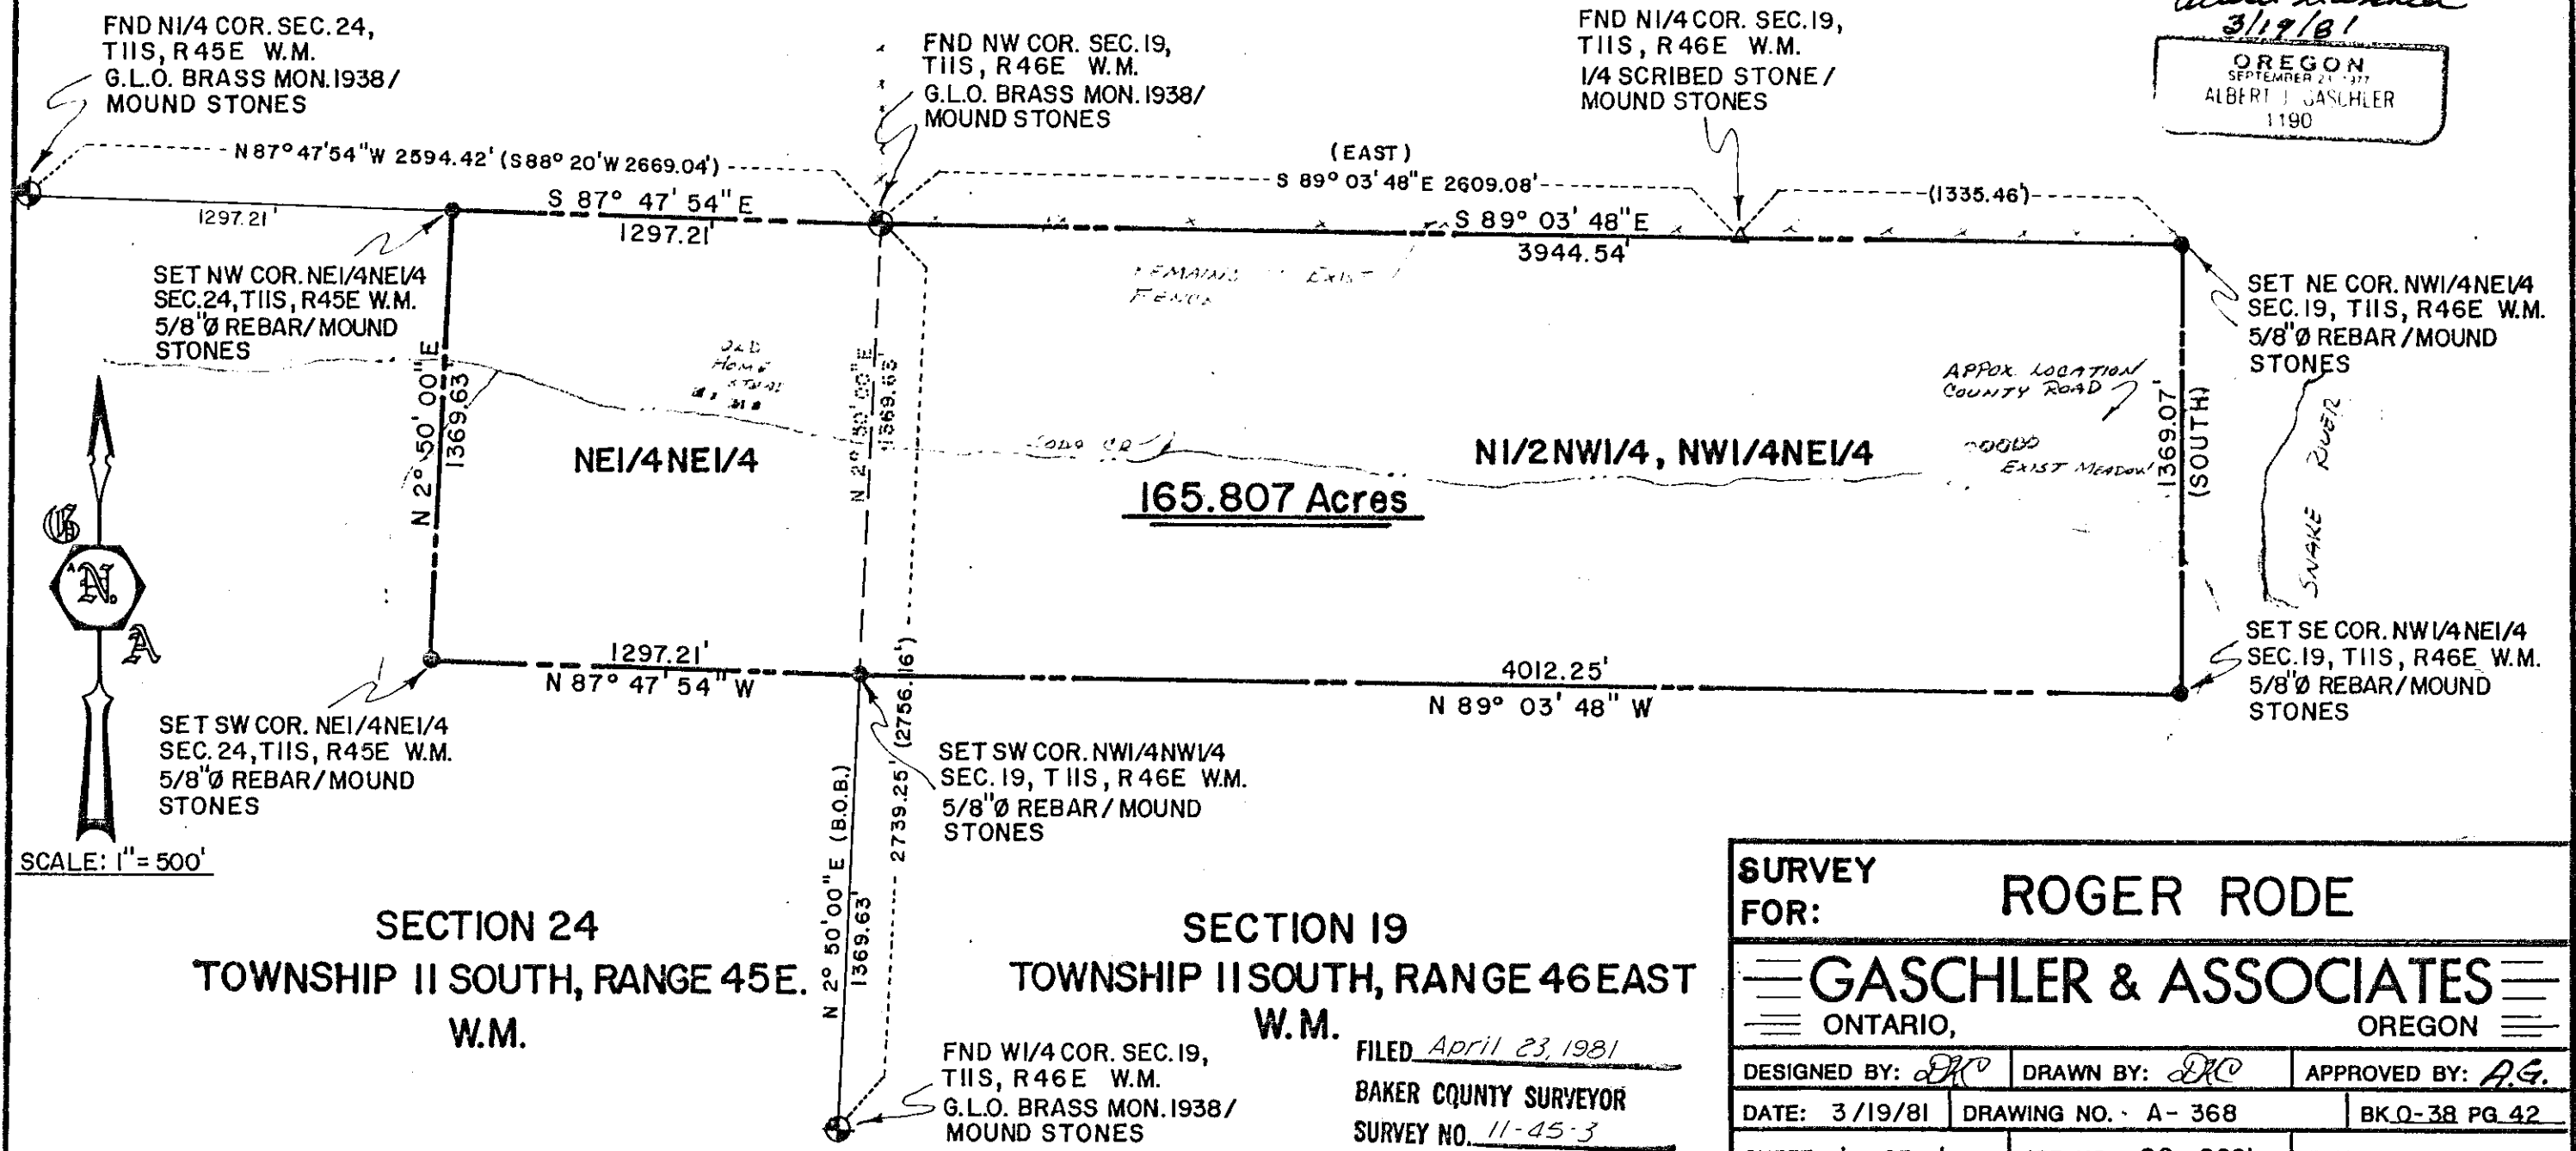 FND N1/4 COR. SEC. 24,
T11S, R45E W.M.
G.L.O. BRASS MON. 1938/
MOUND STONES
FND NW COR. SEC. 19,
T11S, R46E W.M.
G.L.O. BRASS MON. 1938/
MOUND STONES
FND N1/4 COR. SEC. 19,
T11S, R46E W.M.
1/4 SCRIBED STONE/
MOUND STONES
3/19/81
OREGON
SEPTEMBER
ALBERT J. GASCHLER
1190
N 87° 47' 54" W 2594.42' (S88° 20' W 2669.04')
(EAST)
S 89° 03' 48" E 2609.08'
(1335.46')
1297.21'
S 87° 47' 54" E
1297.21'
S 89° 03' 48" E
3944.54'
SET NW COR. NE1/4NE1/4
SEC. 24, T11S, R45E W.M.
5/8"Ø REBAR/MOUND
STONES
REMAINS EXIST
FENCE
SET NE COR. NW1/4NE1/4
SEC. 19, T11S, R46E W.M.
5/8"Ø REBAR/MOUND
STONES
OLD
HOME
STEAD
N 2° 50' 00" E
1369.63'
N 2° 50' 00" E
1369.63'
APPOX LOCATION
COUNTY ROAD
1369.07'
(SOUTH)
SNAKE RIVER
NE1/4NE1/4
N1/2NW1/4, NW1/4NE1/4
EXIST MEADOW
165.807 Acres
G
N
A
1297.21'
N 87° 47' 54" W
4012.25'
N 89° 03' 48" W
SET SE COR. NW1/4NE1/4
SEC. 19, T11S, R46E W.M.
5/8"Ø REBAR/MOUND
STONES
SET SW COR. NE1/4NE1/4
SEC. 24, T11S, R45E W.M.
5/8"Ø REBAR/MOUND
STONES
SET SW COR. NW1/4NW1/4
SEC. 19, T11S, R46E W.M.
5/8"Ø REBAR/MOUND
STONES
N 2° 50' 00" E (B.O.B.)
1369.63'
2739.25' (2756.16')
SCALE: 1" = 500'
SECTION 24
TOWNSHIP 11 SOUTH, RANGE 45E.
W.M.
SECTION 19
TOWNSHIP 11 SOUTH, RANGE 46 EAST
W.M.
FND W1/4 COR. SEC. 19,
T11S, R46E W.M.
G.L.O. BRASS MON. 1938/
MOUND STONES
FILED April 23, 1981
BAKER COUNTY SURVEYOR
SURVEY NO. 11-45-3
SURVEY
FOR: ROGER RODE
GASCHLER & ASSOCIATES
ONTARIO, OREGON
DESIGNED BY: DKO DRAWN BY: DKO APPROVED BY: A.G.
DATE: 3/19/81 DRAWING NO. A-368 BK O-38 PG 42